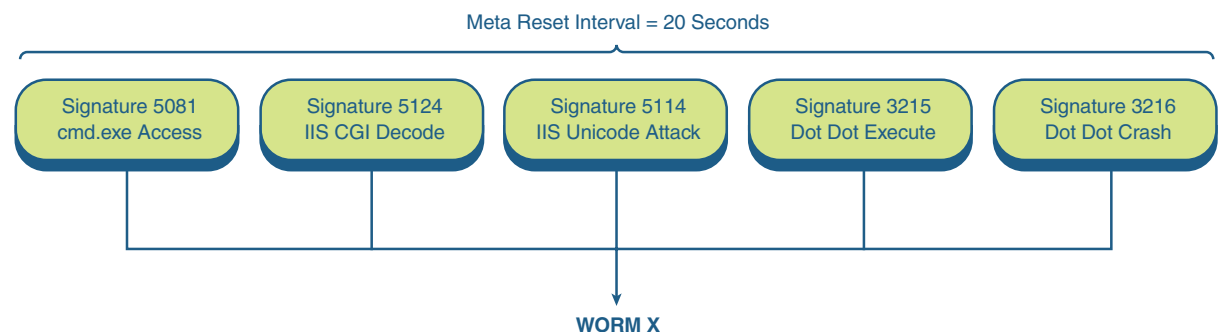 Meta Reset Interval = 20 Seconds
Signature 5081
cmd.exe Access
Signature 5124
IIS CGI Decode
Signature 5114
IIS Unicode Attack
Signature 3215
Dot Dot Execute
Signature 3216
Dot Dot Crash
WORM X